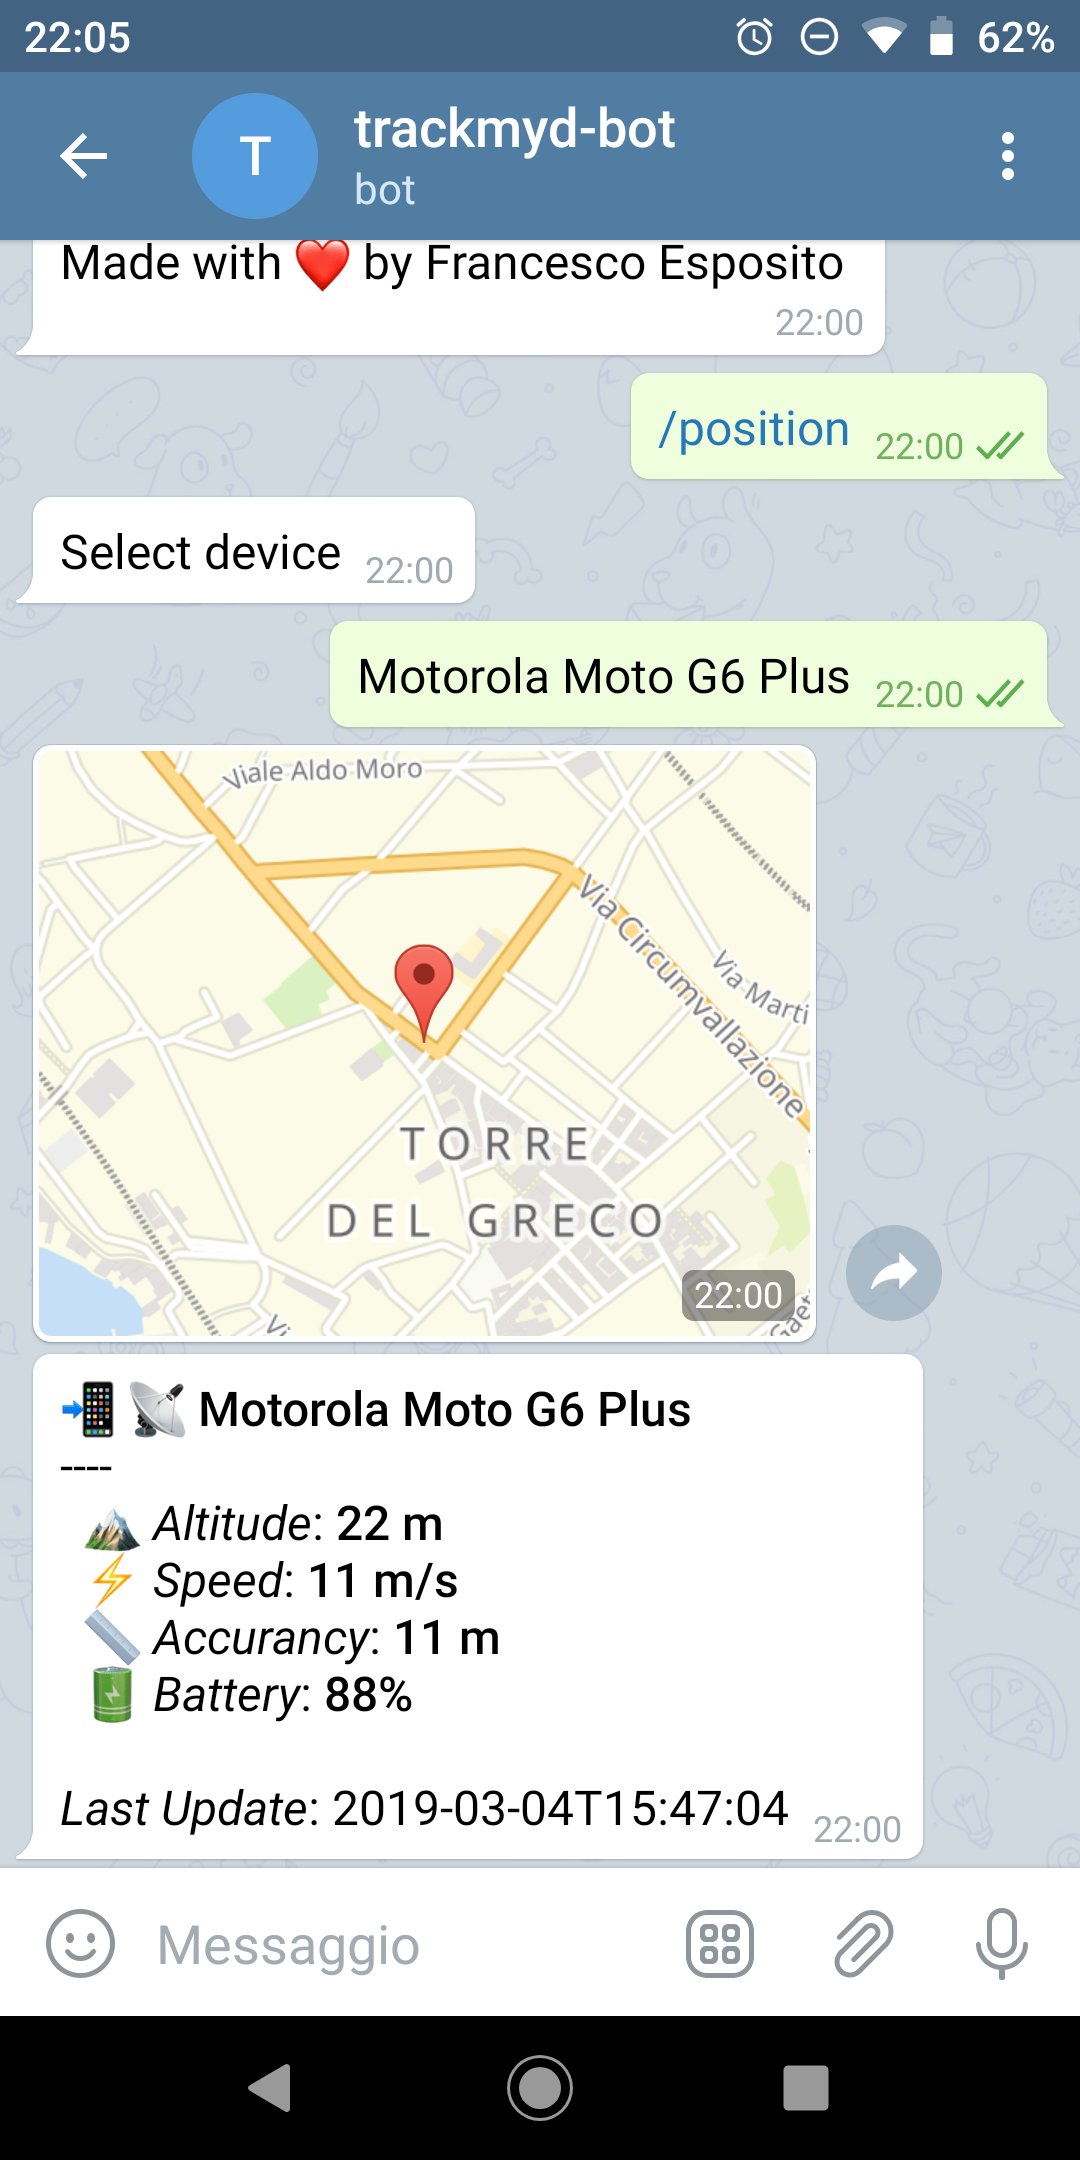 22:05 62%
T trackmyd-bot
bot
Made with ❤️ by Francesco Esposito
22:00
/position 22:00
Select device 22:00
Motorola Moto G6 Plus 22:00
Viale Aldo Moro
Via Circumvallazione
Via Marti
TORRE
DEL GRECO
Vi
Gaet
22:00
📲 📡 Motorola Moto G6 Plus
----
🏔️ Altitude: 22 m
⚡ Speed: 11 m/s
📏 Accurancy: 11 m
🔋 Battery: 88%
Last Update: 2019-03-04T15:47:04 22:00
Messaggio